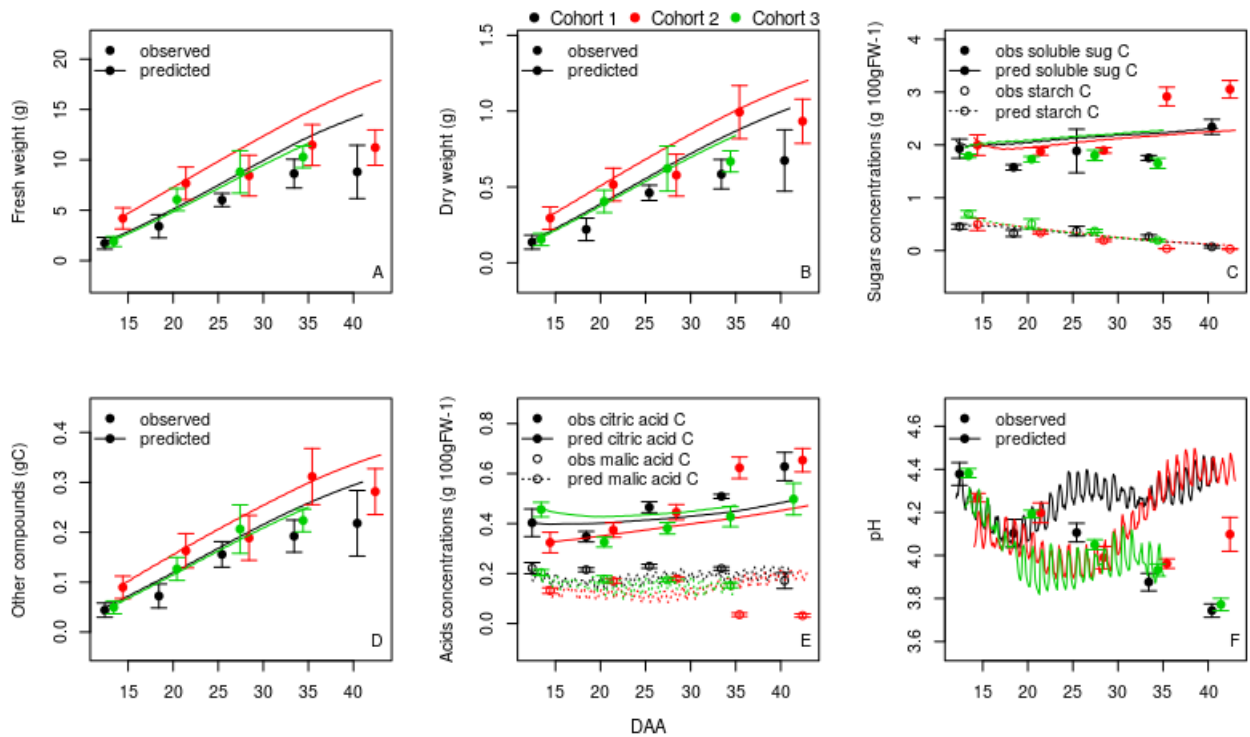 Cohort 1 Cohort 2 Cohort 3
Fresh weight (g)
observed
predicted
20
15
10
5
0
15 20 25 30 35 40
A
Dry weight (g)
observed
predicted
1.5
1.0
0.5
0.0
15 20 25 30 35 40
B
Sugars concentrations (g 100gFW-1)
obs soluble sug C
pred soluble sug C
obs starch C
pred starch C
4
3
2
1
0
15 20 25 30 35 40
C
Other compounds (gC)
observed
predicted
0.4
0.3
0.2
0.1
0.0
15 20 25 30 35 40
D
Acids concentrations (g 100gFW-1)
obs citric acid C
pred citric acid C
obs malic acid C
pred malic acid C
0.8
0.6
0.4
0.2
0.0
15 20 25 30 35 40
E
pH
observed
predicted
4.6
4.4
4.2
4.0
3.8
3.6
15 20 25 30 35 40
F
DAA